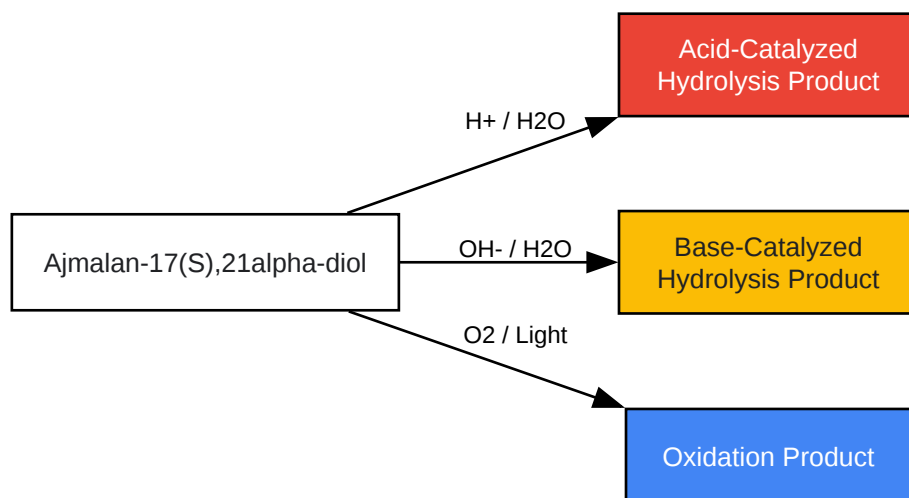 Acid-Catalyzed
Hydrolysis Product
H+ / H2O
Ajmalan-17(S),21alpha-diol
OH- / H2O
Base-Catalyzed
Hydrolysis Product
O2 / Light
Oxidation Product